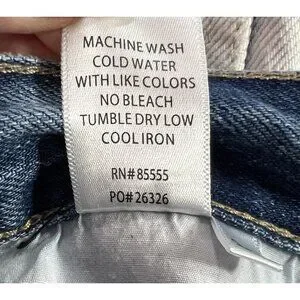 MACHINE WASH
COLD WATER
WITH LIKE COLORS
NO BLEACH
TUMBLE DRY LOW
COOL IRON
RN#85555
PO#26326